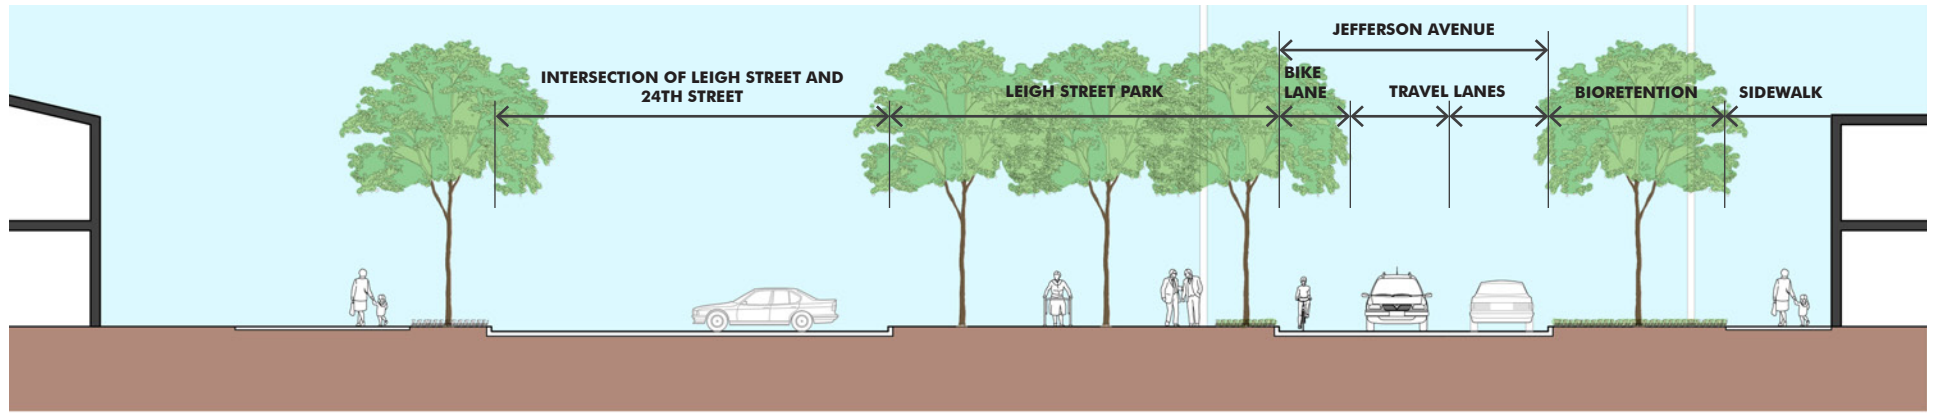 JEFFERSON AVENUE
INTERSECTION OF LEIGH STREET AND
24TH STREET
LEIGH STREET PARK
BIKE
LANE
TRAVEL LANES
BIORETENTION
SIDEWALK